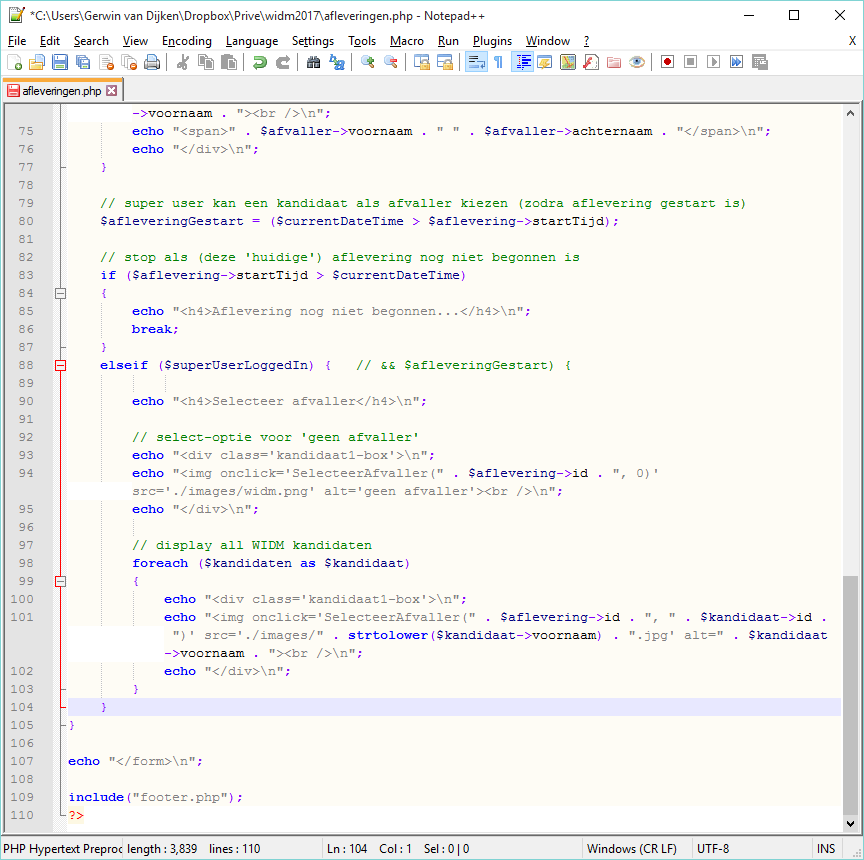 *C:\Users\Gerwin van Dijken\Dropbox\Prive\widm2017\afleveringen.php - Notepad++
File Edit Search View Encoding Language Settings Tools Macro Run Plugins Window ? X
afleveringen.php
->voornaam . "><br />\n";
75 echo "<span>" . $afvaller->voornaam . " " . $afvaller->achternaam . "</span>\n";
76 echo "</div>\n";
77 }
78
79 // super user kan een kandidaat als afvaller kiezen (zodra aflevering gestart is)
80 $afleveringGestart = ($currentDateTime > $aflevering->startTijd);
81
82 // stop als (deze 'huidige') aflevering nog niet begonnen is
83 if ($aflevering->startTijd > $currentDateTime)
84 {
85 echo "<h4>Aflevering nog niet begonnen...</h4>\n";
86 break;
87 }
88 elseif ($superUserLoggedIn) { // && $afleveringGestart) {
89
90 echo "<h4>Selecteer afvaller</h4>\n";
91
92 // select-optie voor 'geen afvaller'
93 echo "<div class='kandidaat1-box'>\n";
94 echo "<img onclick='SelecteerAfvaller(" . $aflevering->id . ", 0)'
src='./images/widm.png' alt='geen afvaller'><br />\n";
95 echo "</div>\n";
96
97 // display all WIDM kandidaten
98 foreach ($kandidaten as $kandidaat)
99 {
100 echo "<div class='kandidaat1-box'>\n";
101 echo "<img onclick='SelecteerAfvaller(" . $aflevering->id . ", " . $kandidaat->id .
")' src='./images/" . strtolower($kandidaat->voornaam) . ".jpg' alt=" . $kandidaat
->voornaam . "><br />\n";
102 echo "</div>\n";
103 }
104 }
105 }
106
107 echo "</form>\n";
108
109 include("footer.php");
110 ?>
PHP Hypertext Preproc length : 3,839 lines : 110 Ln : 104 Col : 1 Sel : 0 | 0 Windows (CR LF) UTF-8 INS